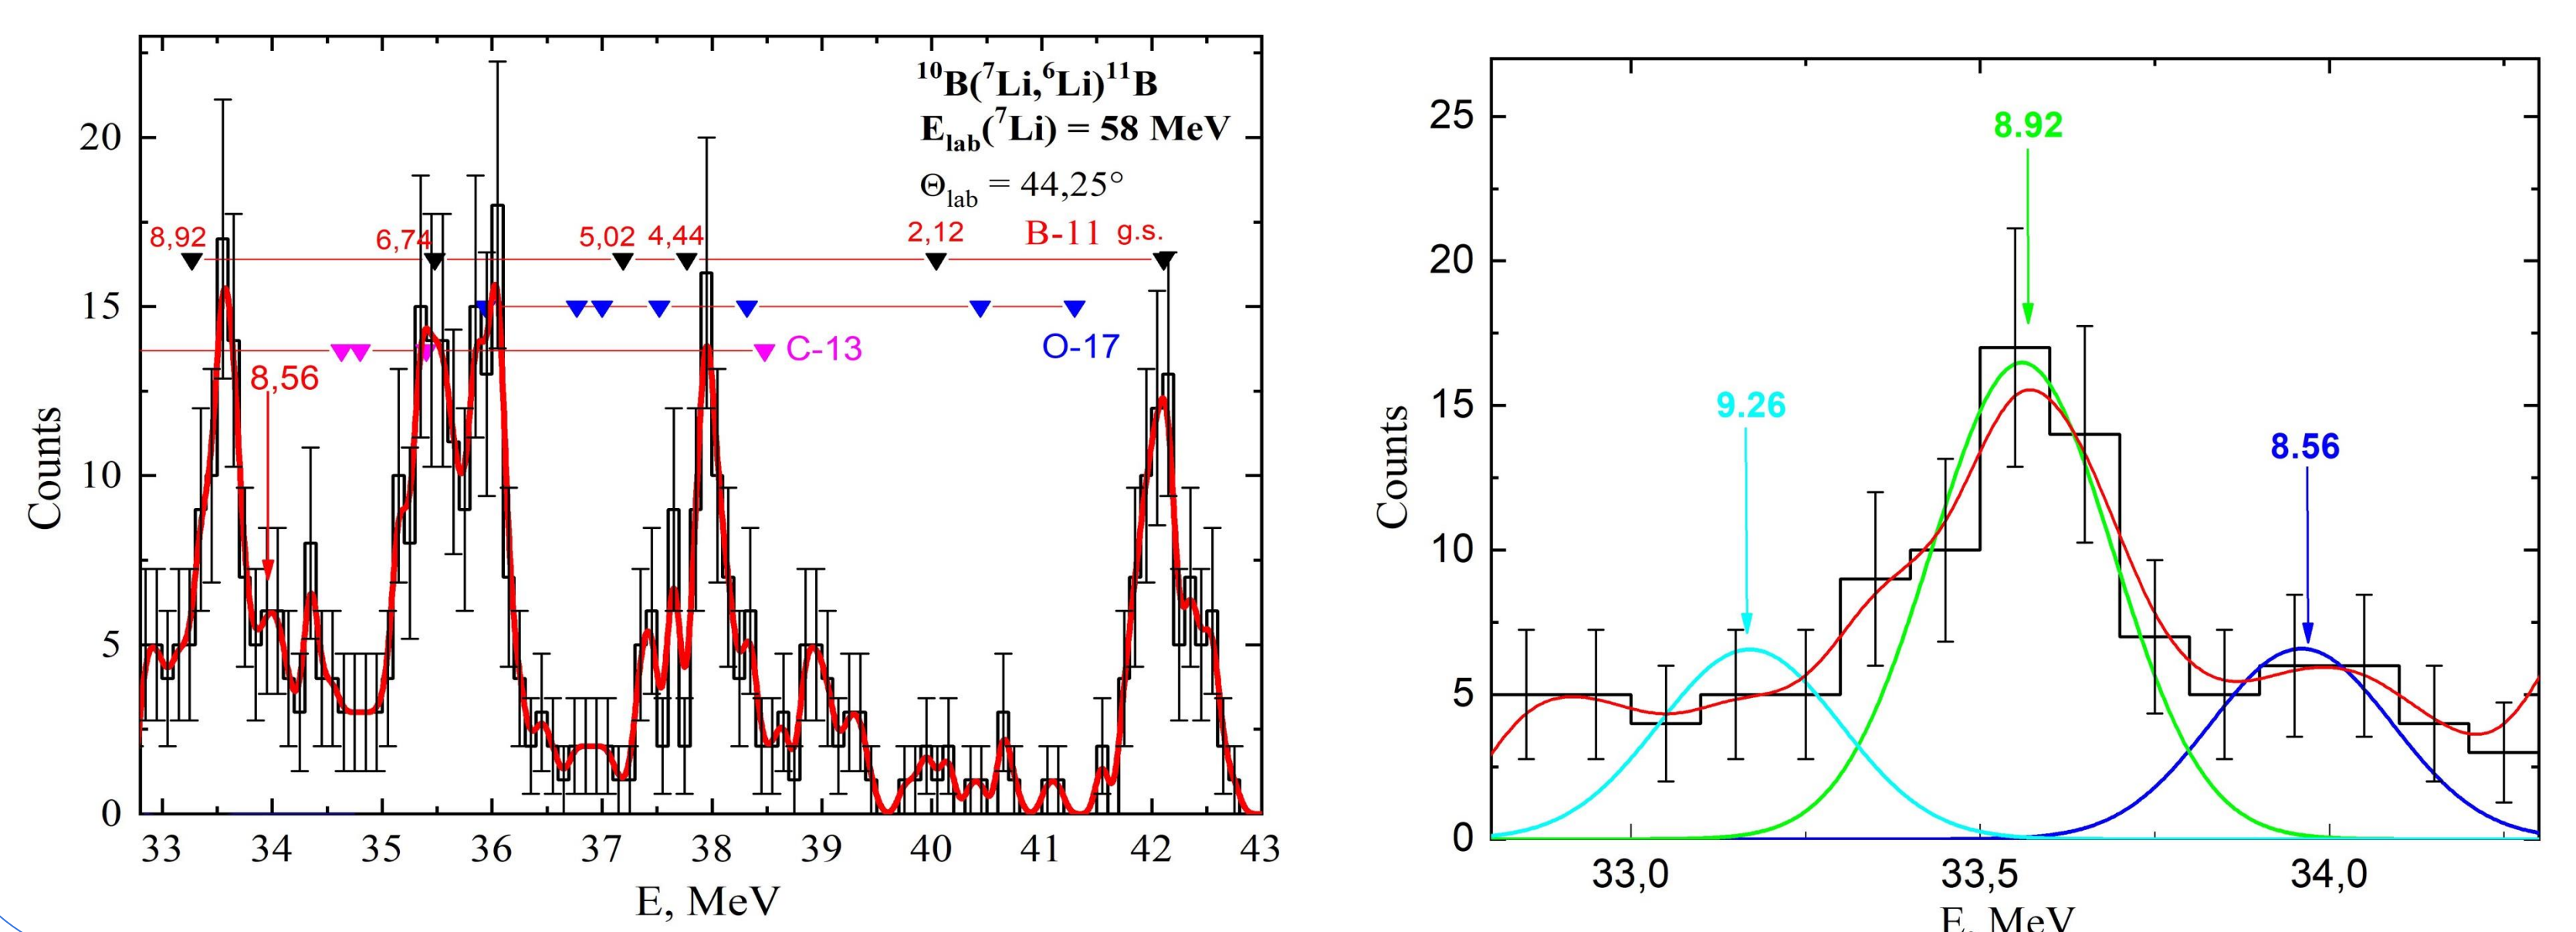 ¹⁰B(⁷Li,⁶Li)¹¹B
E_lab(⁷Li) = 58 MeV
Θ_lab = 44,25°
8,92 6,74 5,02 4,44 2,12 B-11 g.s.
C-13 O-17
8,56
20
15
10
5
0
Counts
33 34 35 36 37 38 39 40 41 42 43
E, MeV
8.92
9.26
8.56
25
20
15
10
5
0
Counts
33,0 33,5 34,0
E, MeV